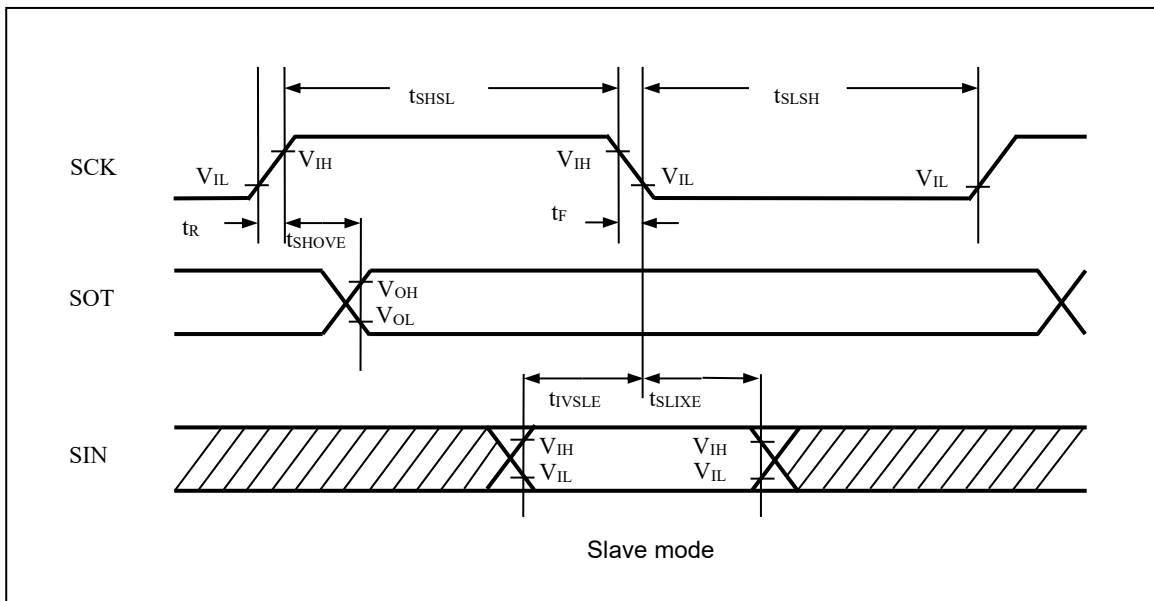 tSHSL tSLSH
SCK
VIH VIH
VIL VIL VIL
tR tSHOVE tF
SOT
VOH
VOL
tIVSLE tSLIXE
SIN
VIH VIH
VIL VIL
Slave mode